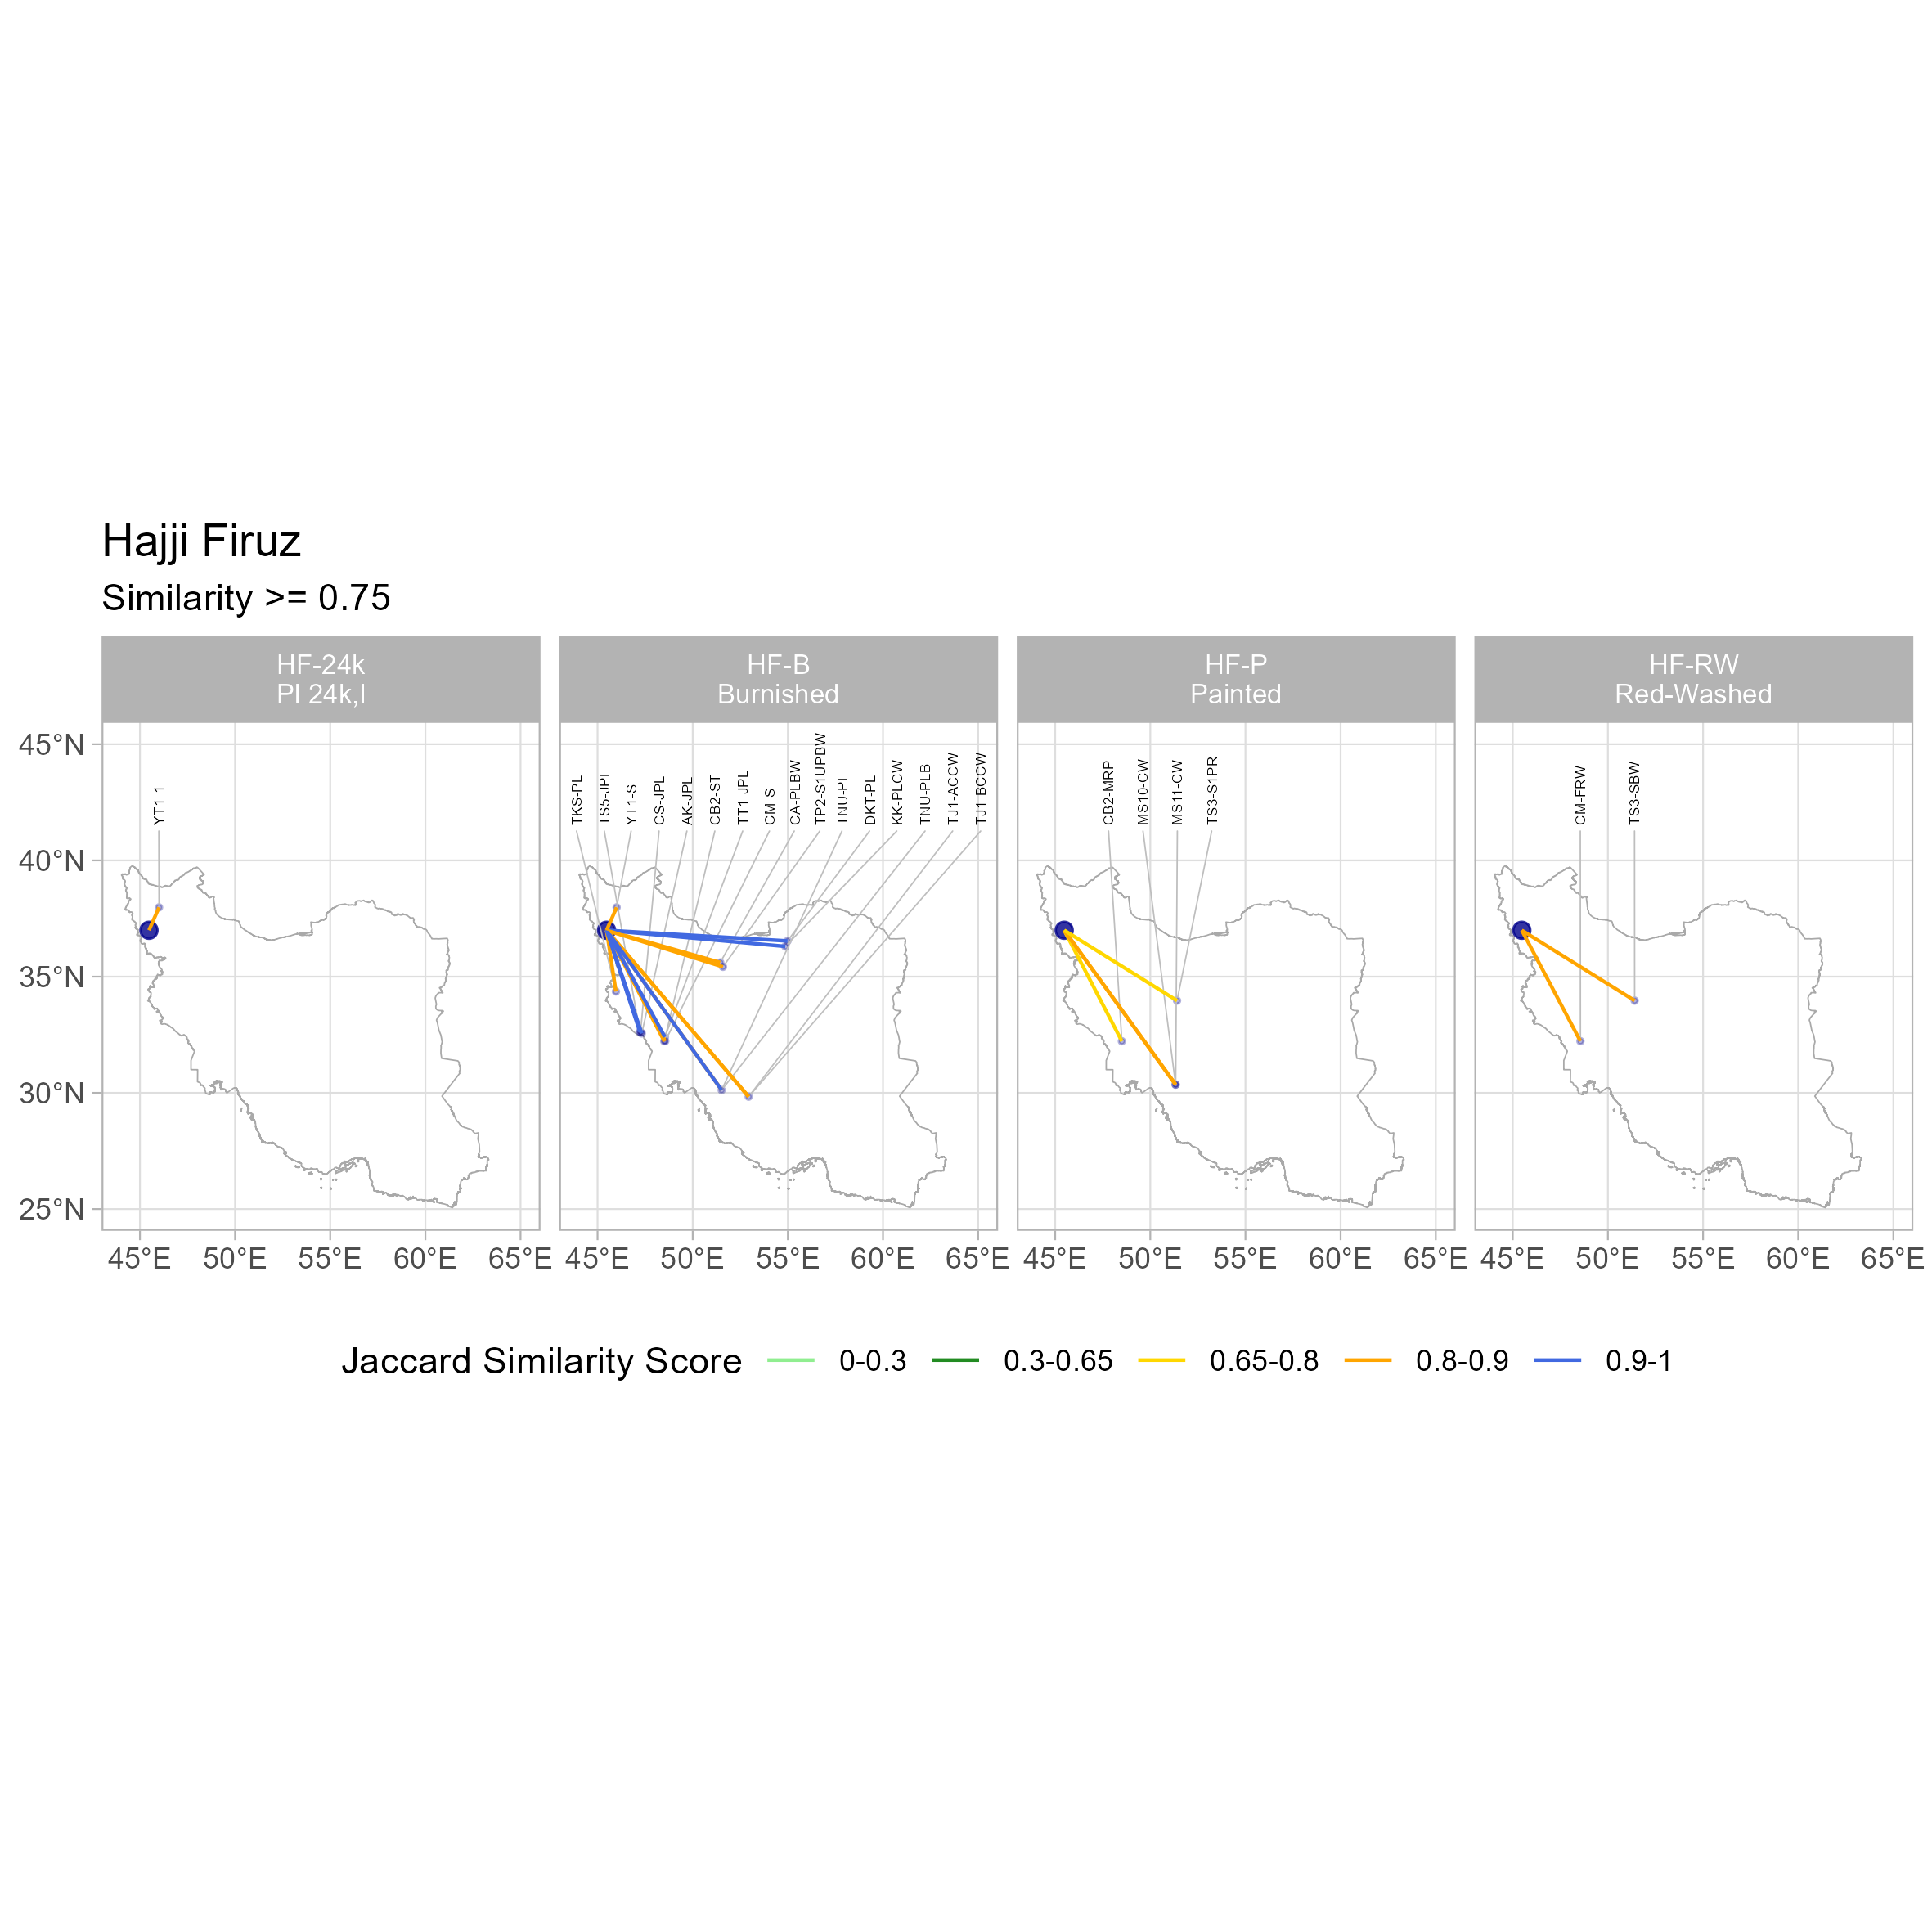 Hajji Firuz
Similarity >= 0.75
HF-24k
Pl 24k,l
HF-B
Burnished
HF-P
Painted
HF-RW
Red-Washed
45°N
40°N
35°N
30°N
25°N
YT1-1
TKS-PL
TS5-JPL
YT1-S
CS-JPL
AK-JPL
CB2-ST
TT1-JPL
CM-S
CA-PLBW
TP2-S1UPBW
TNU-PL
DKT-PL
KK-PLCW
TNU-PLB
TJ1-ACCW
TJ1-BCCW
CB2-MRP
MS10-CW
MS11-CW
TS3-S1PR
CM-FRW
TS3-SBW
45°E 50°E 55°E 60°E 65°E
45°E 50°E 55°E 60°E 65°E
45°E 50°E 55°E 60°E 65°E
45°E 50°E 55°E 60°E 65°E
Jaccard Similarity Score 0-0.3 0.3-0.65 0.65-0.8 0.8-0.9 0.9-1